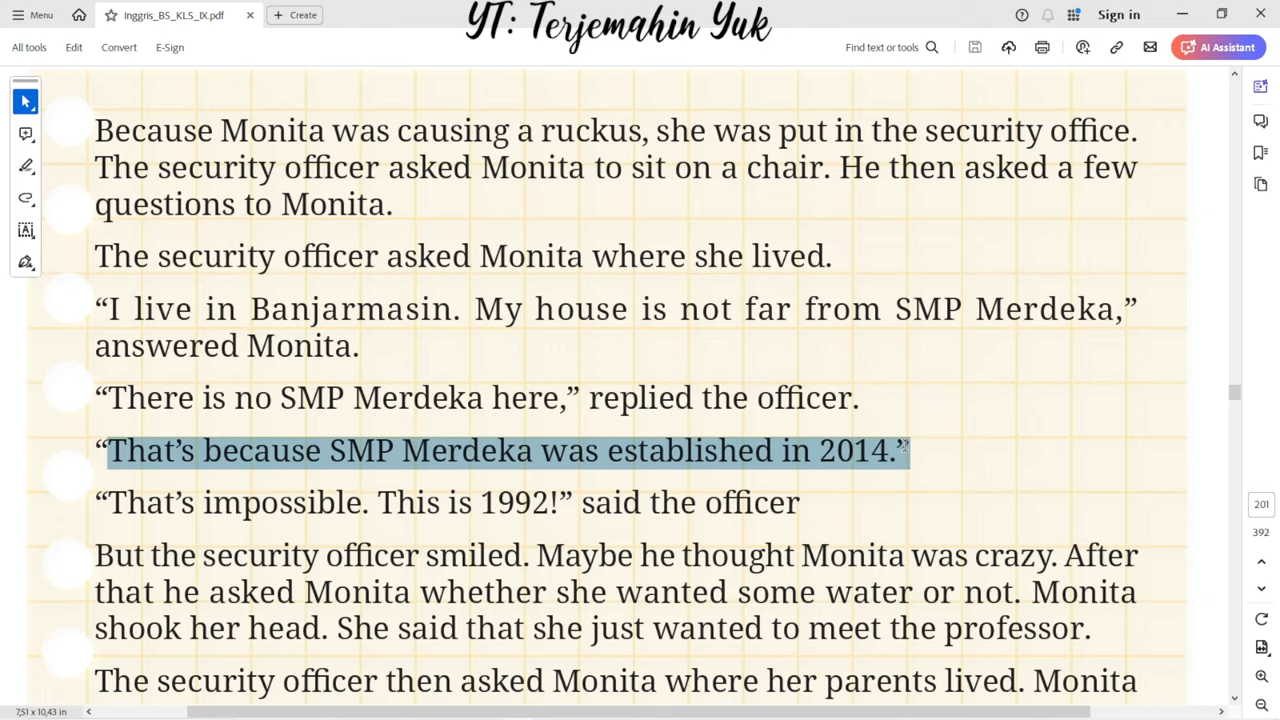 Menu
Inggris_BS_KLS_IX.pdf
Create
YT: Terjemahin Yuk
Sign in
All tools
Edit
Convert
E-Sign
Find text or tools
AI Assistant
Because Monita was causing a ruckus, she was put in the security office.
The security officer asked Monita to sit on a chair. He then asked a few
questions to Monita.
The security officer asked Monita where she lived.
“I live in Banjarmasin. My house is not far from SMP Merdeka,”
answered Monita.
“There is no SMP Merdeka here,” replied the officer.
“That’s because SMP Merdeka was established in 2014.”
“That’s impossible. This is 1992!” said the officer
But the security officer smiled. Maybe he thought Monita was crazy. After
that he asked Monita whether she wanted some water or not. Monita
shook her head. She said that she just wanted to meet the professor.
The security officer then asked Monita where her parents lived. Monita
201
392
7,51 x 10,43 in